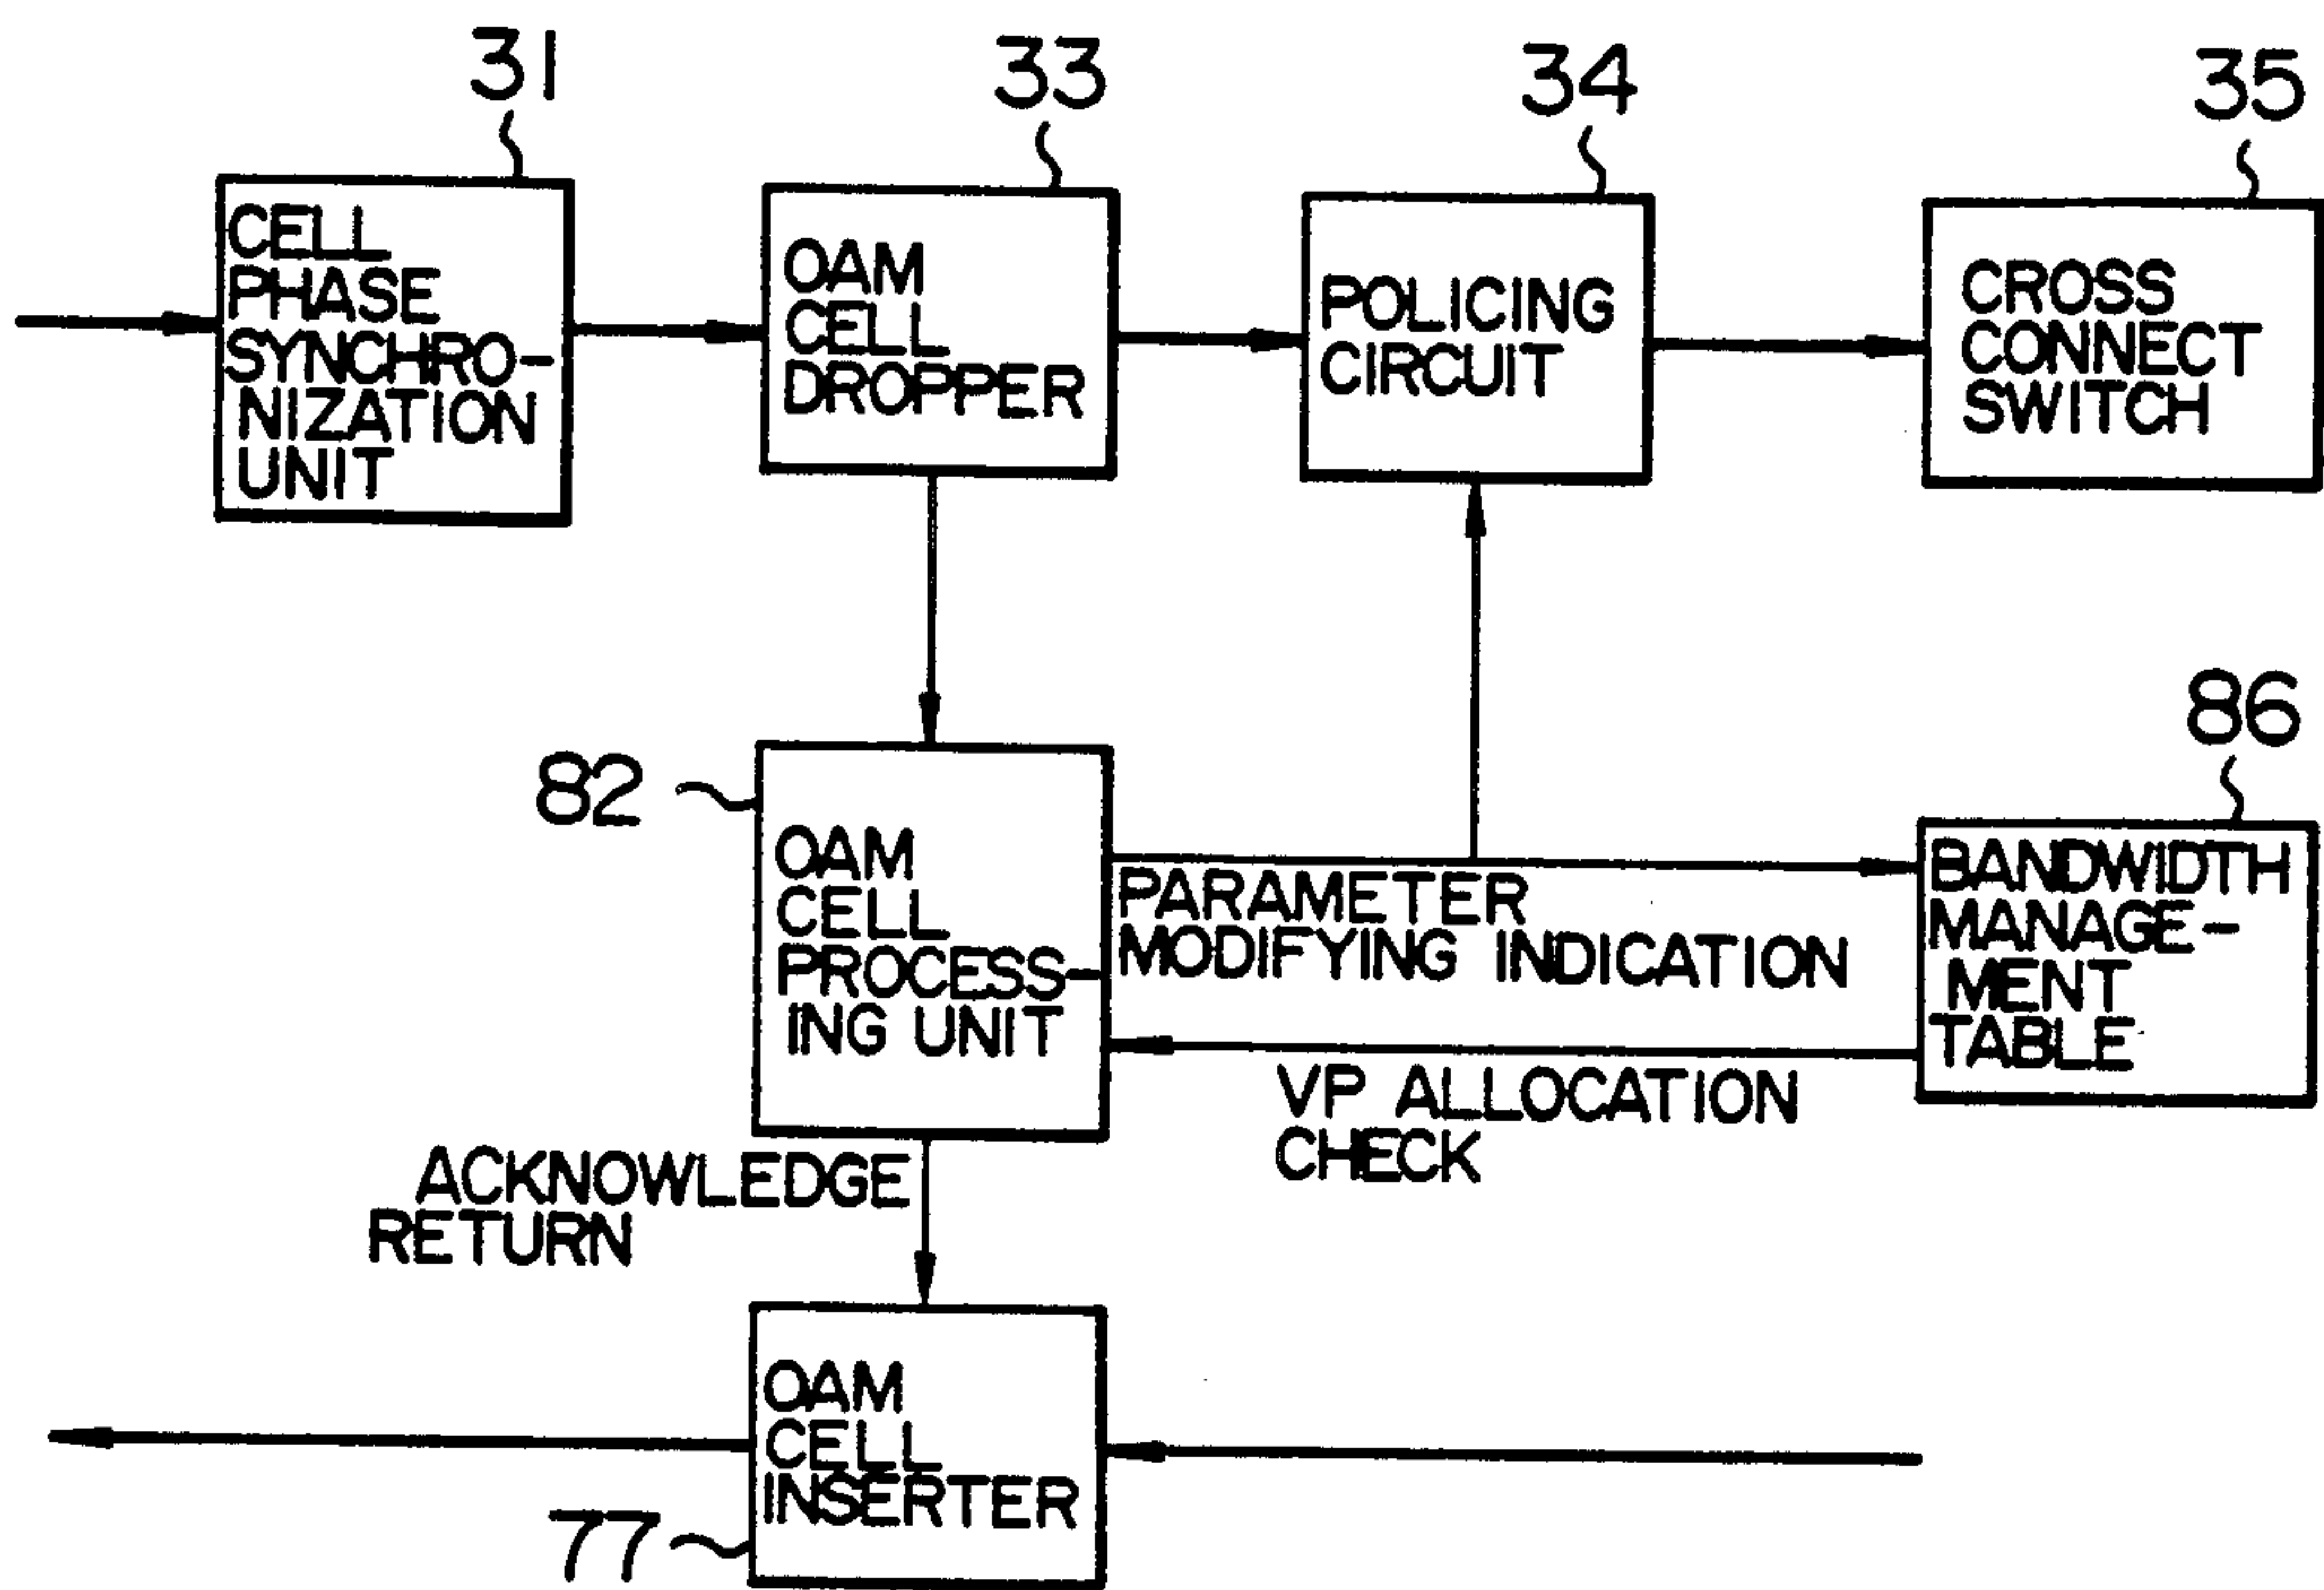 31
33
34
35
CELL
PHASE
SYNCHRO-
NIZATION
UNIT
OAM
CELL
DROPPER
POLICING
CIRCUIT
CROSS
CONNECT
SWITCH
82
86
OAM
CELL
PROCESS-
ING UNIT
PARAMETER
MODIFYING INDICATION
BANDWIDTH
MANAGE-
MENT
TABLE
VP ALLOCATION
CHECK
ACKNOWLEDGE
RETURN
OAM
CELL
INSERTER
77